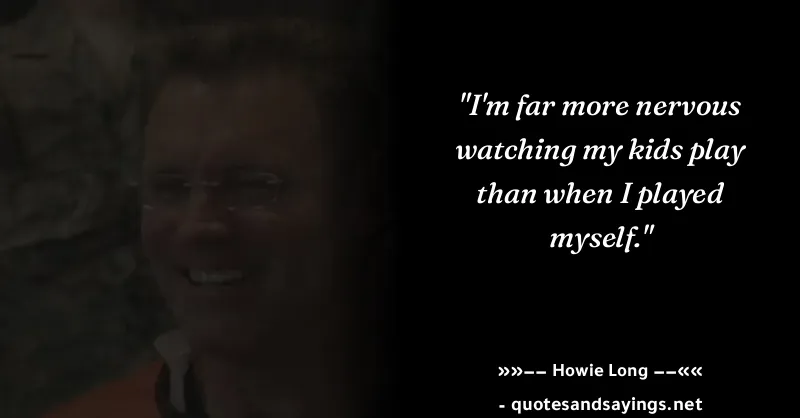 "I'm far more nervous
watching my kids play
than when I played
myself."
»»—— Howie Long ——««
- quotesandsayings.net